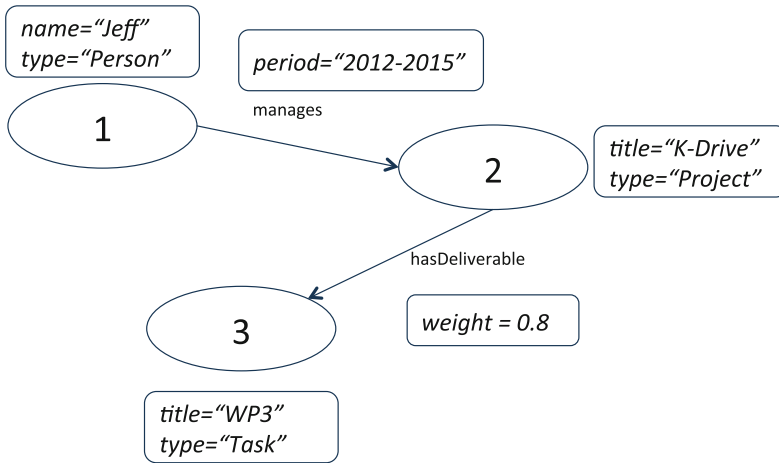 name=“Jeff”
type=“Person”
period=“2012-2015”
manages
1
2
title=“K-Drive”
type=“Project”
hasDeliverable
3
weight = 0.8
title=“WP3”
type=“Task”